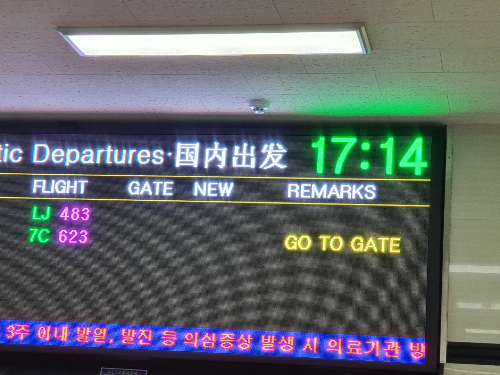 tic Departures·国内出发 17:14
FLIGHT GATE NEW REMARKS
LJ 483
7C 623 GO TO GATE
3주 이내 발열, 발진 등 의심증상 발생 시 의료기관 방